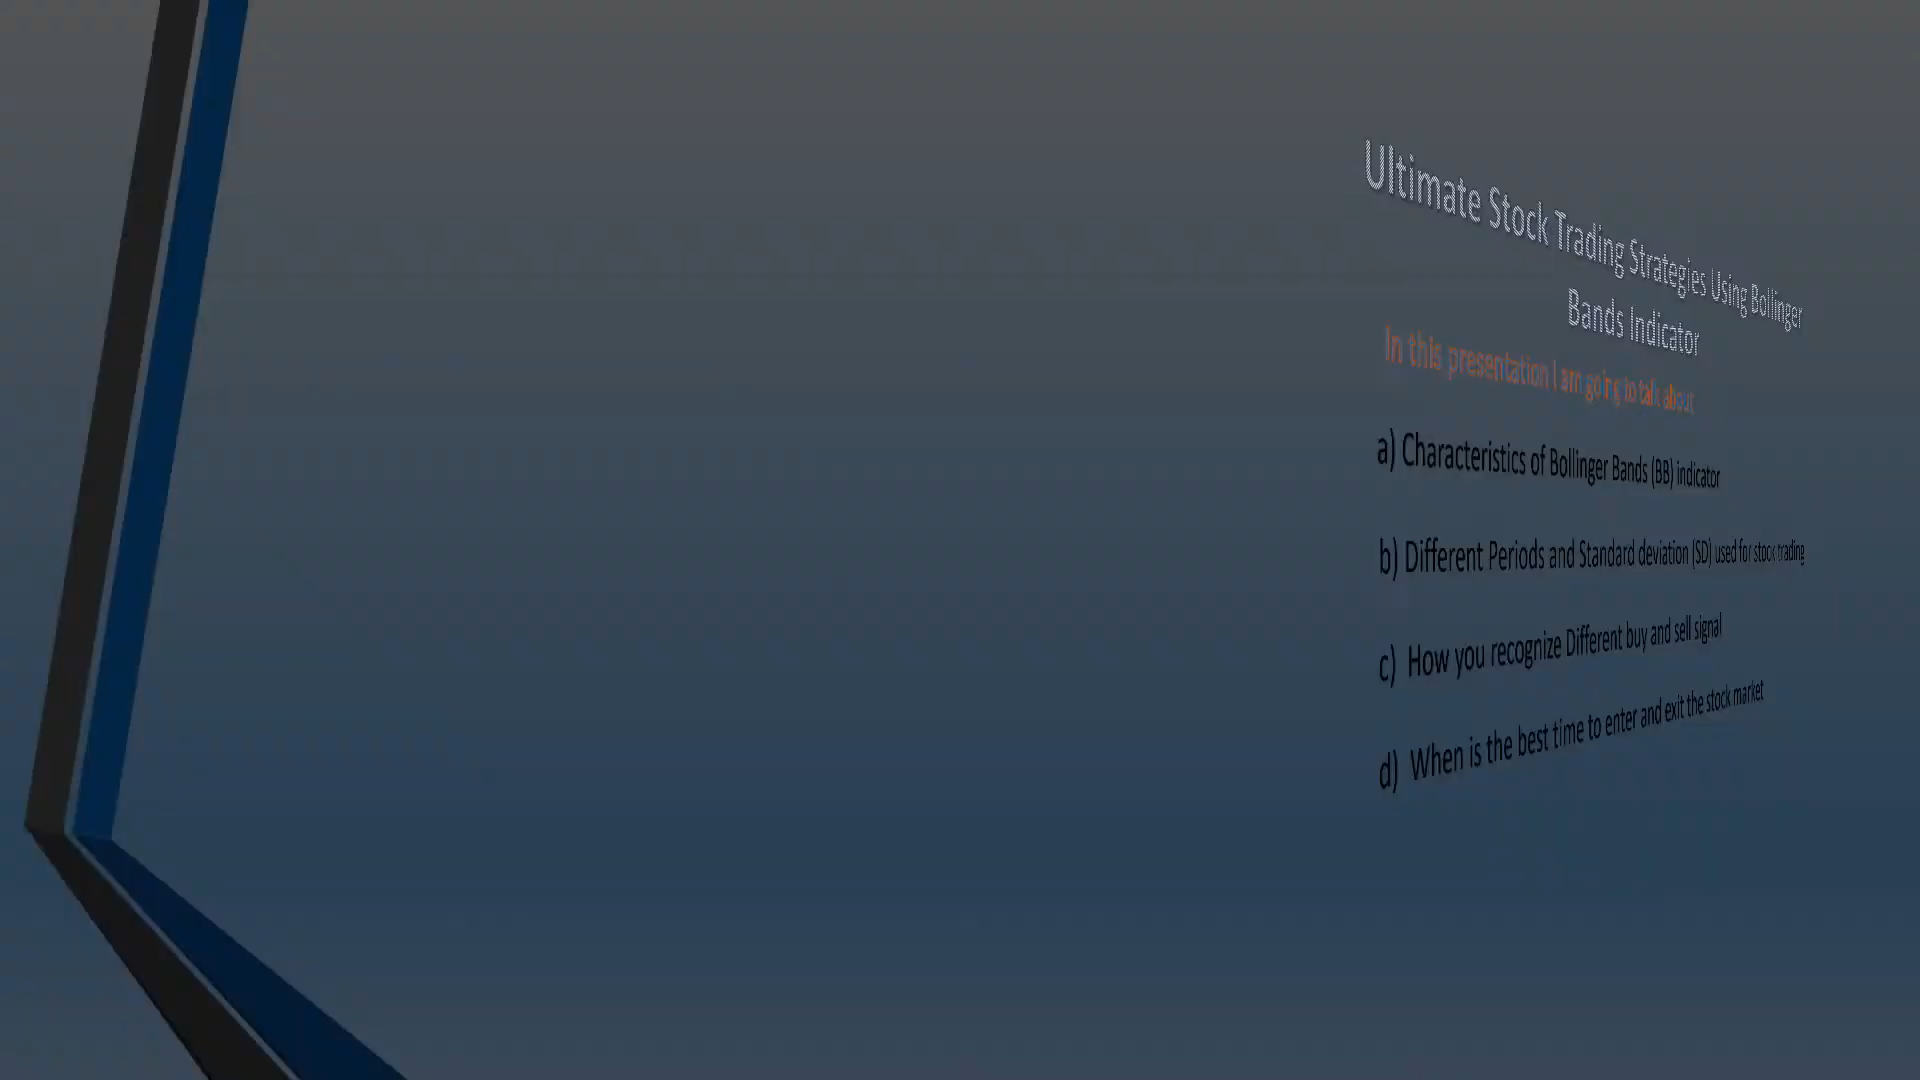 Ultimate Stock Trading Strategies Using Bollinger
Bands Indicator
In this presentation I am going to talk about
a) Characteristics of Bollinger Bands (BB) indicator
b) Different Periods and Standard deviation (SD) used for stock trading
c) How you recognize Different buy and sell signal
d) When is the best time to enter and exit the stock market